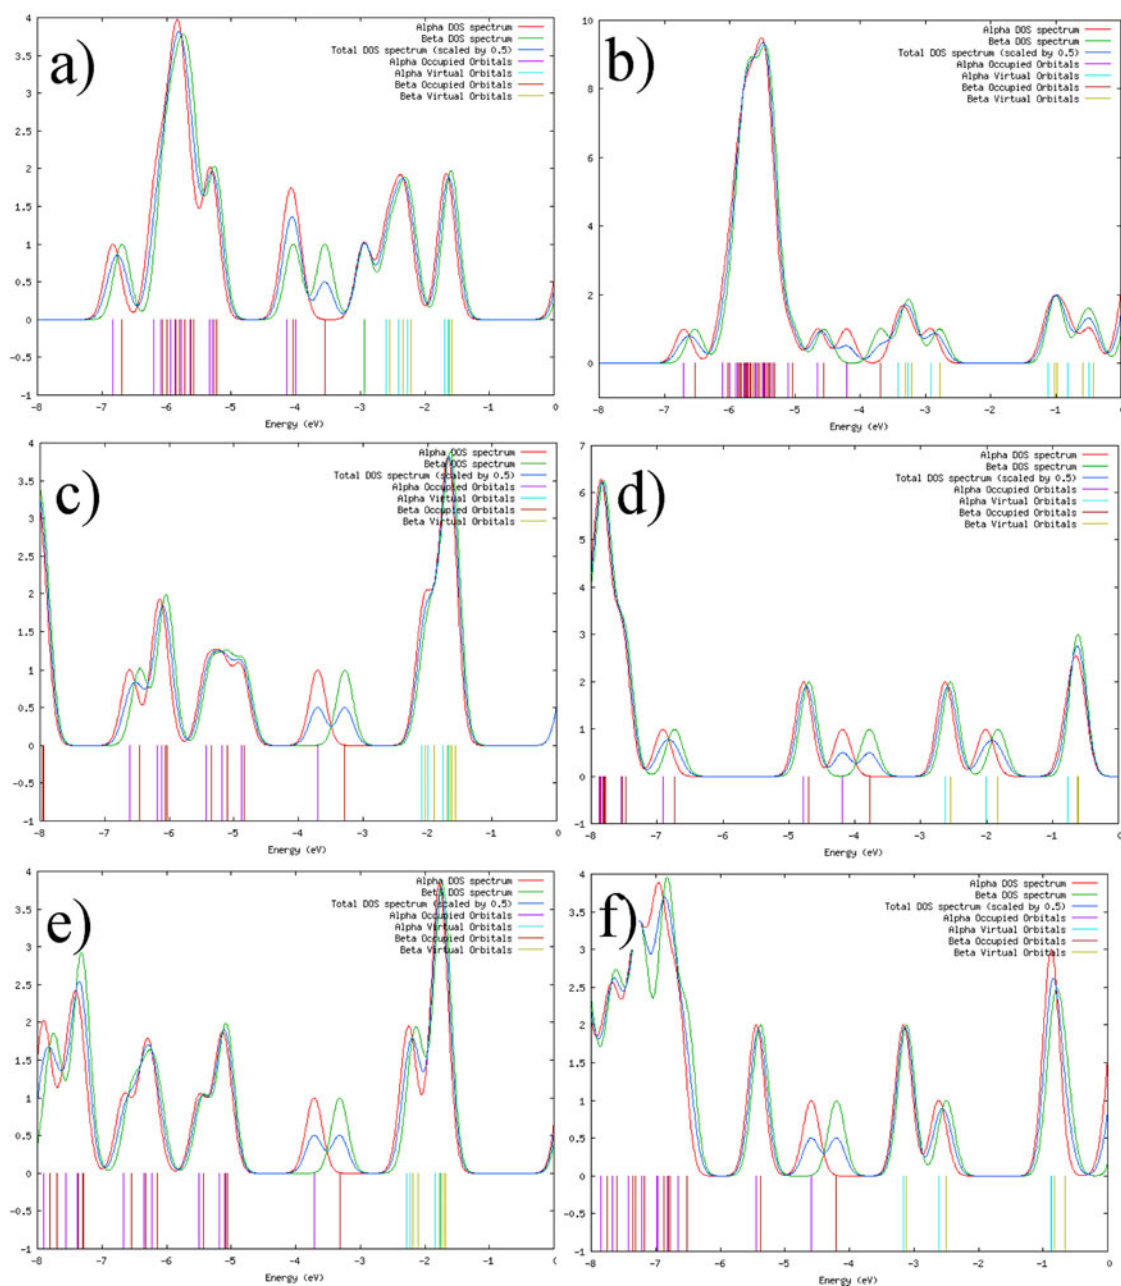 a)
Alpha DOS spectrum
Beta DOS spectrum
Total DOS spectrum (scaled by 0.5)
Alpha Occupied Orbitals
Alpha Virtual Orbitals
Beta Occupied Orbitals
Beta Virtual Orbitals
4
3.5
3
2.5
2
1.5
1
0.5
0
-0.5
-1
-8 -7 -6 -5 -4 -3 -2 -1 0
Energy (eV)
b)
Alpha DOS spectrum
Beta DOS spectrum
Total DOS spectrum (scaled by 0.5)
Alpha Occupied Orbitals
Alpha Virtual Orbitals
Beta Occupied Orbitals
Beta Virtual Orbitals
10
8
6
4
2
0
-1
-8 -7 -6 -5 -4 -3 -2 -1 0
Energy (eV)
c)
Alpha DOS spectrum
Beta DOS spectrum
Total DOS spectrum (scaled by 0.5)
Alpha Occupied Orbitals
Alpha Virtual Orbitals
Beta Occupied Orbitals
Beta Virtual Orbitals
4
3.5
3
2.5
2
1.5
1
0.5
0
-0.5
-1
-8 -7 -6 -5 -4 -3 -2 -1 0
Energy (eV)
d)
Alpha DOS spectrum
Beta DOS spectrum
Total DOS spectrum (scaled by 0.5)
Alpha Occupied Orbitals
Alpha Virtual Orbitals
Beta Occupied Orbitals
Beta Virtual Orbitals
7
6
5
4
3
2
1
0
-1
-8 -7 -6 -5 -4 -3 -2 -1 0
Energy (eV)
e)
Alpha DOS spectrum
Beta DOS spectrum
Total DOS spectrum (scaled by 0.5)
Alpha Occupied Orbitals
Alpha Virtual Orbitals
Beta Occupied Orbitals
Beta Virtual Orbitals
4
3.5
3
2.5
2
1.5
1
0.5
0
-0.5
-1
-8 -7 -6 -5 -4 -3 -2 -1 0
Energy (eV)
f)
Alpha DOS spectrum
Beta DOS spectrum
Total DOS spectrum (scaled by 0.5)
Alpha Occupied Orbitals
Alpha Virtual Orbitals
Beta Occupied Orbitals
Beta Virtual Orbitals
4
3.5
3
2.5
2
1.5
1
0.5
0
-0.5
-1
-8 -7 -6 -5 -4 -3 -2 -1 0
Energy (eV)